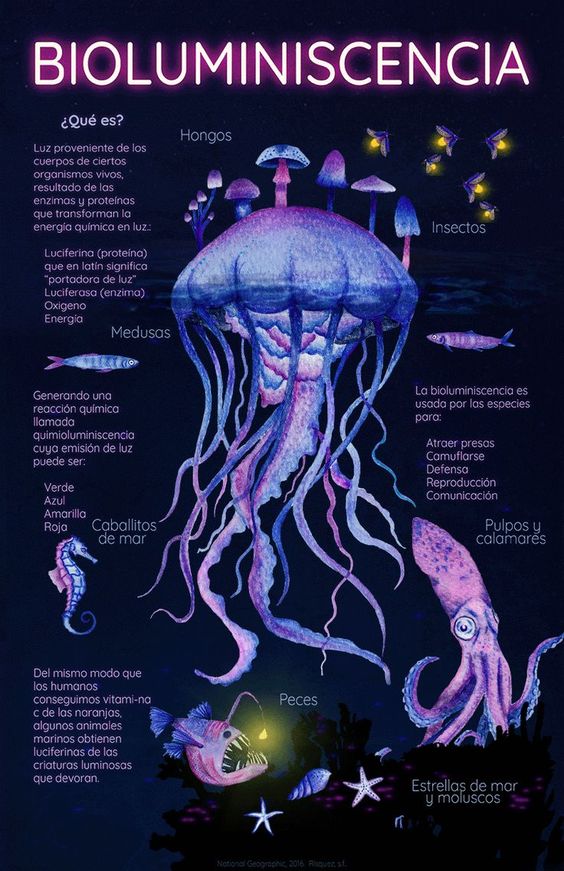 BIOLUMINISCENCIA
¿Qué es?
Luz proveniente de los
cuerpos de ciertos
organismos vivos,
resultado de las
enzimas y proteínas
que transforman la
energía química en luz.:
Luciferina (proteína)
que en latín significa
"portadora de luz"
Luciferasa (enzima)
Oxigeno
Energía
Hongos
Insectos
Medusas
Generando una
reacción química
llamada
quimioluminiscencia
cuya emisión de luz
puede ser:
Verde
Azul
Amarilla
Roja
La bioluminiscencia es
usada por las especies
para:
Atraer presas
Camuflarse
Defensa
Reproducción
Comunicación
Caballitos
de mar
Pulpos y
calamares
Del mismo modo que
los humanos
conseguimos vitami-na
c de las naranjas,
algunos animales
marinos obtienen
luciferinas de las
criaturas luminosas
que devoran.
Peces
Estrellas de mar
y moluscos
National Geographic, 2016. Risquez, s.f.